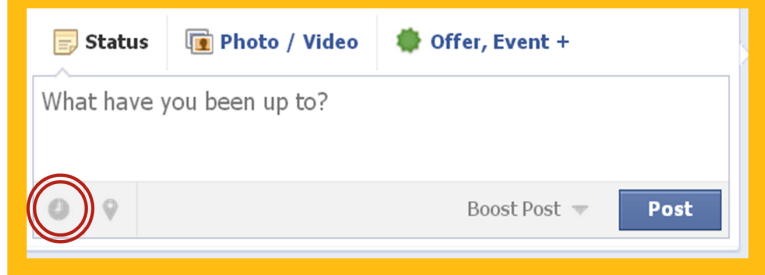 Status Photo / Video Offer, Event +
What have you been up to?
Boost Post Post